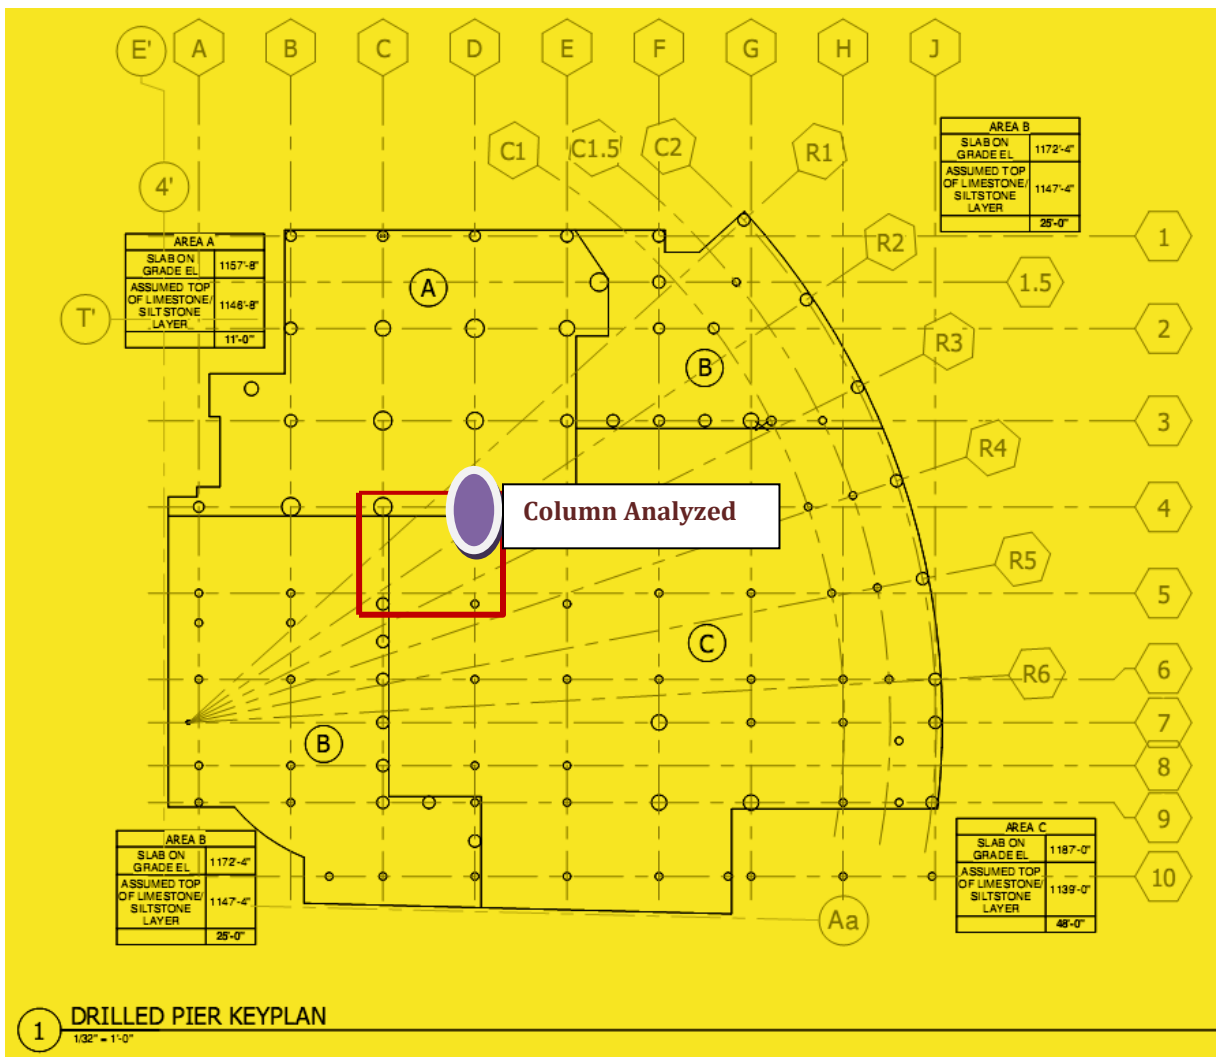 E'
A
B
C
D
E
F
G
H
J
C1
C1.5
C2
R1
AREA B
SLAB ON
GRADE EL
1172'-4"
ASSUMED TOP
OF LIMESTONE/
SILTSTONE
LAYER
1147'-4"
25'-0"
4'
1
R2
AREA A
SLAB ON
GRADE EL
1157'-8"
ASSUMED TOP
OF LIMESTONE/
SILTSTONE
LAYER
1146'-8"
11'-0"
A
1.5
T'
2
R3
B
3
R4
Column Analyzed
4
R5
5
C
6
R6
7
B
8
9
AREA B
SLAB ON
GRADE EL
1172'-4"
ASSUMED TOP
OF LIMESTONE/
SILTSTONE
LAYER
1147'-4"
25'-0"
AREA C
SLAB ON
GRADE EL
1187'-0"
ASSUMED TOP
OF LIMESTONE/
SILTSTONE
LAYER
1139'-0"
48'-0"
10
Aa
1
DRILLED PIER KEYPLAN
1/32" = 1'-0"